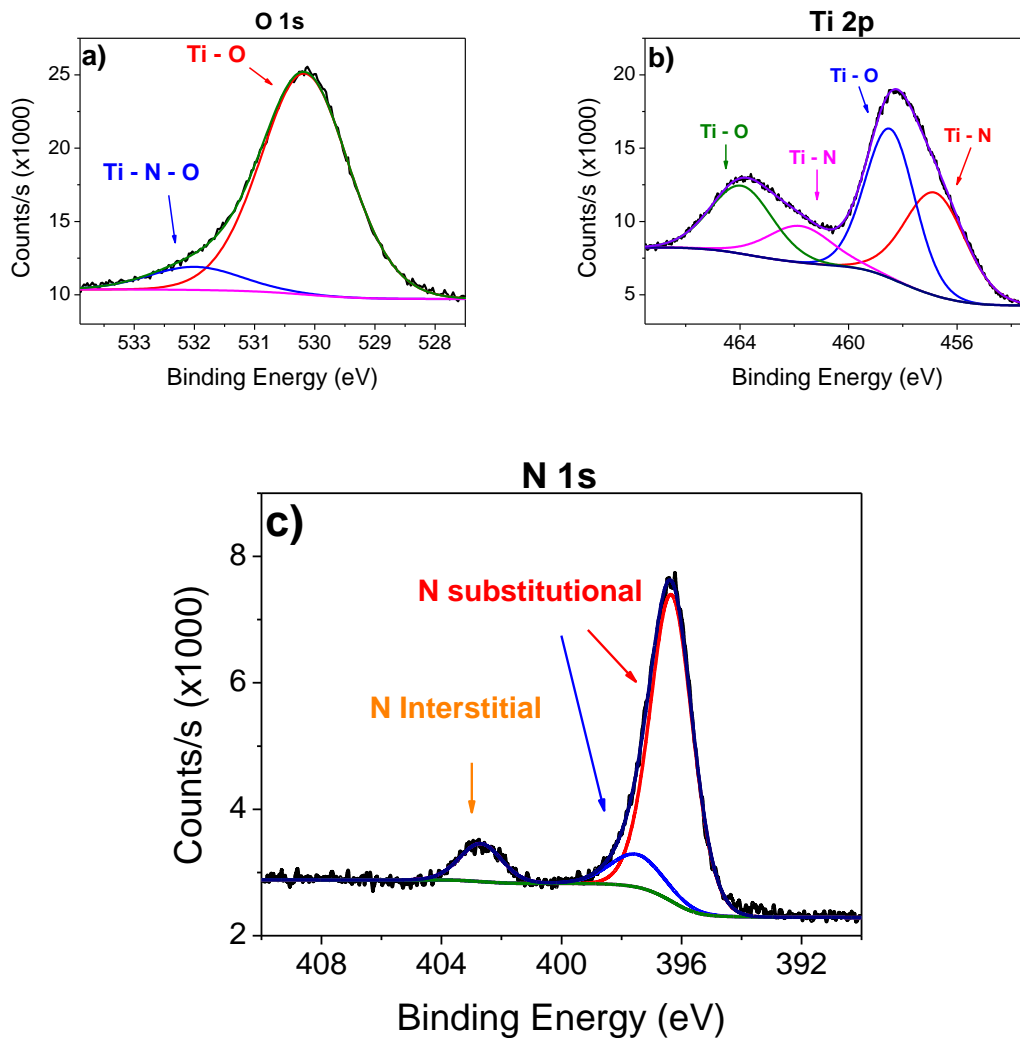 O 1s
a)
Ti - O
Ti - N - O
25
20
15
10
Counts/s (x1000)
533 532 531 530 529 528
Binding Energy (eV)
Ti 2p
b)
Ti - O
Ti - N
Ti - O
Ti - N
20
15
10
5
Counts/s (x1000)
464 460 456
Binding Energy (eV)
N 1s
c)
N substitutional
N Interstitial
8
6
4
2
Counts/s (x1000)
408 404 400 396 392
Binding Energy (eV)